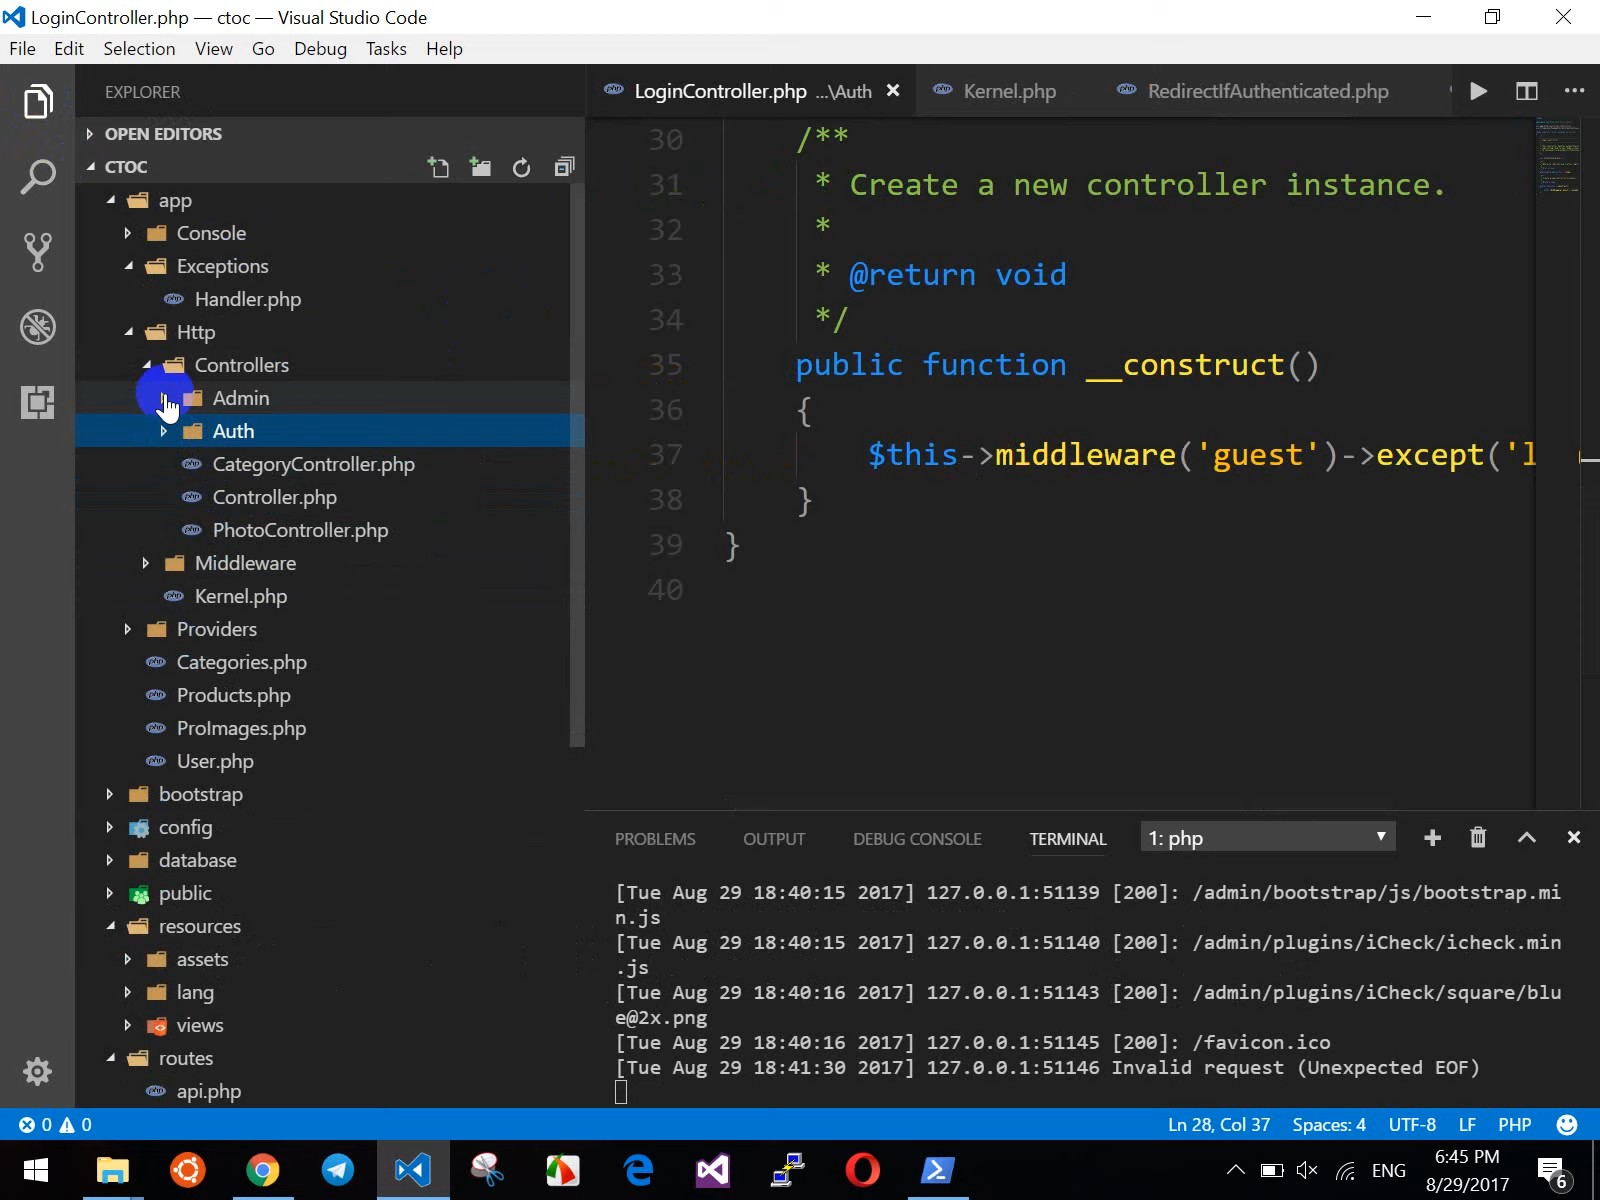 LoginController.php — ctoc — Visual Studio Code
File Edit Selection View Go Debug Tasks Help
EXPLORER
OPEN EDITORS
CTOC
app
Console
Exceptions
Handler.php
Http
Controllers
Admin
Auth
CategoryController.php
Controller.php
PhotoController.php
Middleware
Kernel.php
Providers
Categories.php
Products.php
ProImages.php
User.php
bootstrap
config
database
public
resources
assets
lang
views
routes
api.php
LoginController.php ...\Auth Kernel.php RedirectIfAuthenticated.php
30 /**
31 * Create a new controller instance.
32 *
33 * @return void
34 */
35 public function __construct()
36 {
37 $this->middleware('guest')->except('l
38 }
39 }
40
PROBLEMS OUTPUT DEBUG CONSOLE TERMINAL 1: php
[Tue Aug 29 18:40:15 2017] 127.0.0.1:51139 [200]: /admin/bootstrap/js/bootstrap.mi
n.js
[Tue Aug 29 18:40:15 2017] 127.0.0.1:51140 [200]: /admin/plugins/iCheck/icheck.min
.js
[Tue Aug 29 18:40:16 2017] 127.0.0.1:51143 [200]: /admin/plugins/iCheck/square/blu
e@2x.png
[Tue Aug 29 18:40:16 2017] 127.0.0.1:51145 [200]: /favicon.ico
[Tue Aug 29 18:41:30 2017] 127.0.0.1:51146 Invalid request (Unexpected EOF)
0 0 Ln 28, Col 37 Spaces: 4 UTF-8 LF PHP
ENG
6:45 PM
8/29/2017
6